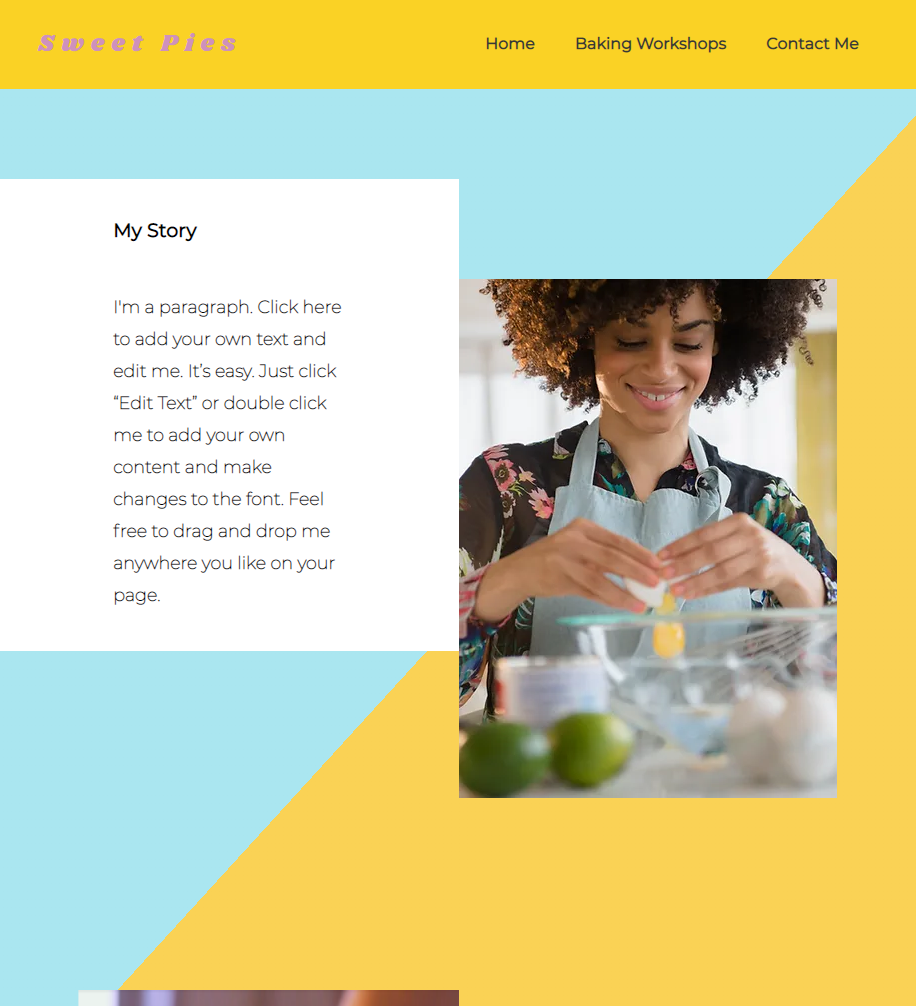 Sweet Pies
Home
Baking Workshops
Contact Me
My Story
I'm a paragraph. Click here
to add your own text and
edit me. It’s easy. Just click
“Edit Text” or double click
me to add your own
content and make
changes to the font. Feel
free to drag and drop me
anywhere you like on your
page.